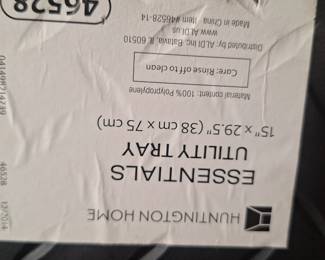 HUNTINGTON HOME
ESSENTIALS
UTILITY TRAY
15" x 29.5" (38 cm x 75 cm)
Material content: 100% Polypropylene
Care: Rinse off to clean
Distributed by: ALDI Inc. Batavia, IL 60510
www.ALDI.us
Made in China Item #46528-14
46528
46528